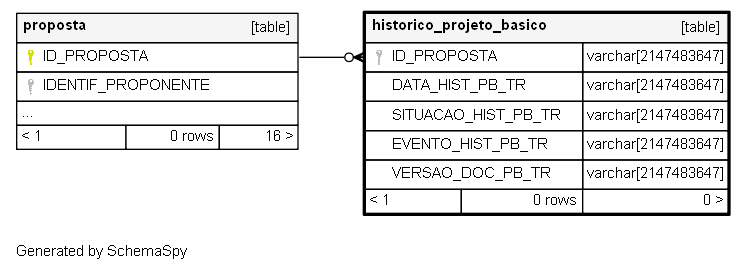 proposta [table]
ID_PROPOSTA
IDENTIF_PROPONENTE
...
< 1 0 rows 16 >
historico_projeto_basico [table]
ID_PROPOSTA varchar[2147483647]
DATA_HIST_PB_TR varchar[2147483647]
SITUACAO_HIST_PB_TR varchar[2147483647]
EVENTO_HIST_PB_TR varchar[2147483647]
VERSAO_DOC_PB_TR varchar[2147483647]
< 1 0 rows 0 >
Generated by SchemaSpy